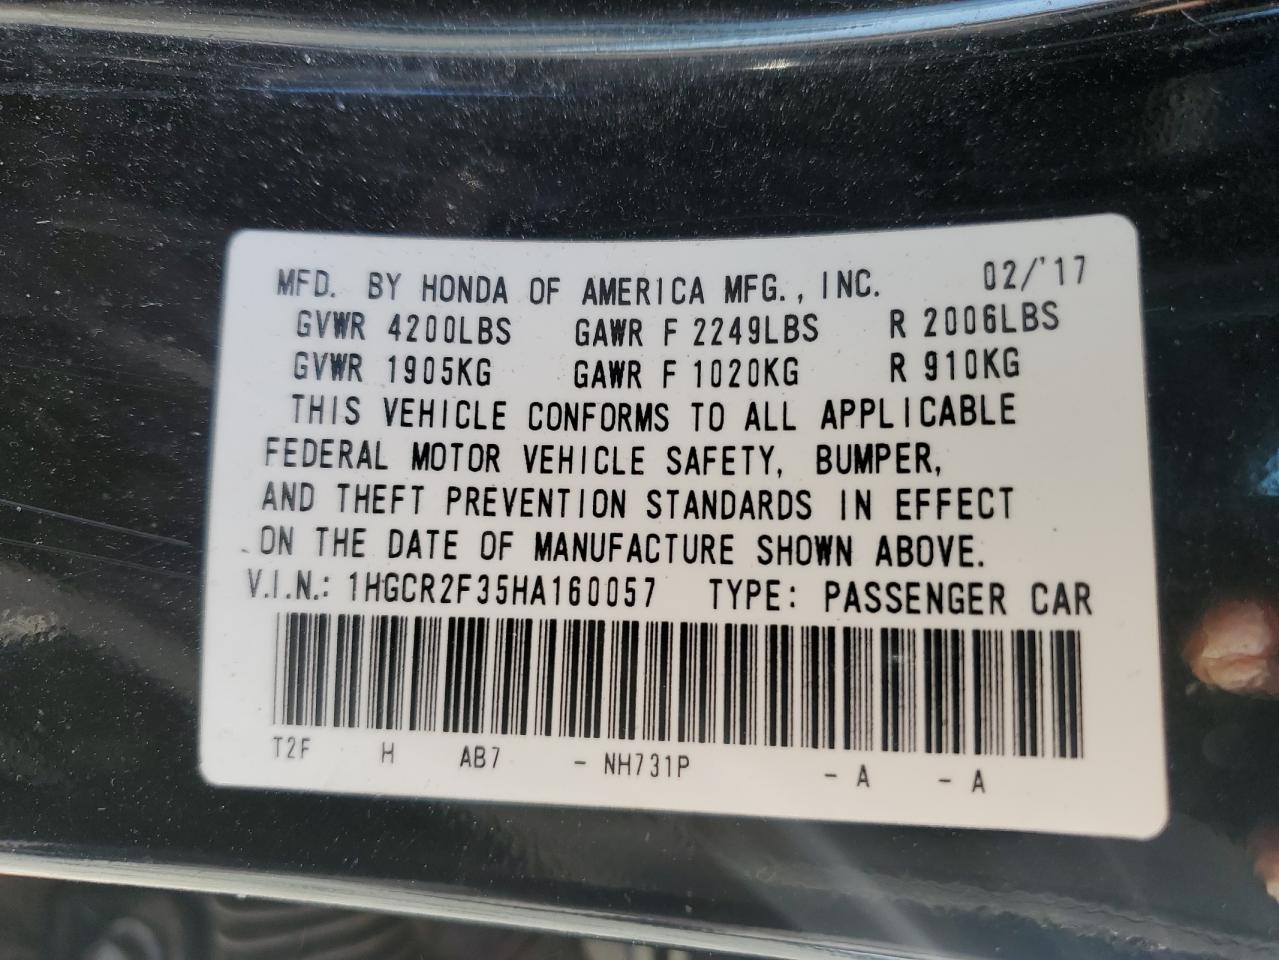 MFD. BY HONDA OF AMERICA MFG., INC. 02/'17
GVWR 4200LBS GAWR F 2249LBS R 2006LBS
GVWR 1905KG GAWR F 1020KG R 910KG
THIS VEHICLE CONFORMS TO ALL APPLICABLE
FEDERAL MOTOR VEHICLE SAFETY, BUMPER,
AND THEFT PREVENTION STANDARDS IN EFFECT
ON THE DATE OF MANUFACTURE SHOWN ABOVE.
V.I.N.: 1HGCR2F35HA160057 TYPE: PASSENGER CAR
T2F H AB7 - NH731P - A - A